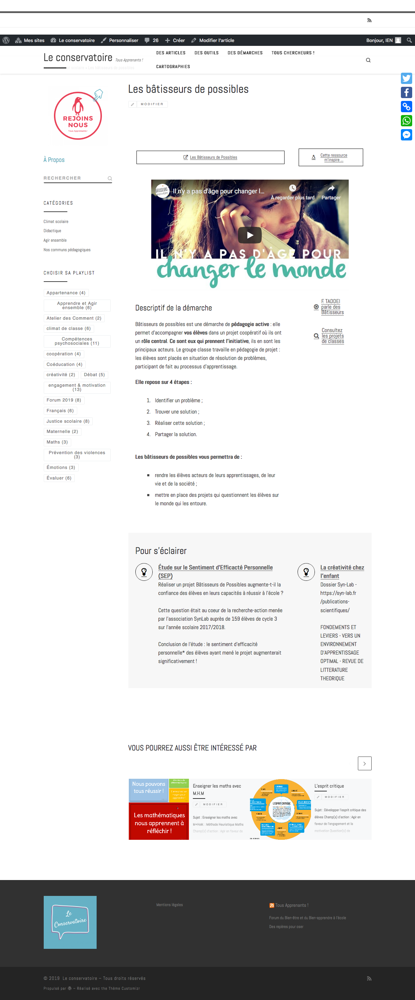 Mes sites
Le conservatoire
Personnaliser
26
Créer
Modifier l'article
Bonjour, IEN
Le conservatoire
Tous Apprenants !
DES ARTICLES
DES OUTILS
DES DÉMARCHES
TOUS CHERCHEURS !
CARTOGRAPHIES
scolaire » Les bâtisseurs de possibles
REJOINS
NOUS
Tous Apprenants !
À Propos
RECHERCHER
CATÉGORIES
Climat scolaire
Didactique
Agir ensemble
Nos communs pédagogiques
CHOISIR SA PLAYLIST
Appartenance (4)
Apprendre et Agir
ensemble (6)
Atelier des Comment (2)
climat de classe (6)
Compétences
psychosociales (11)
coopération (4)
Coéducation (4)
créativité (2)
Débat (5)
engagement & motivation
(13)
Forum 2019 (8)
Français (6)
Justice scolaire (8)
Maternelle (2)
Maths (3)
Prévention des violences
(3)
Émotions (3)
Évaluer (6)
Les bâtisseurs de possibles
MODIFIER
Les Bâtisseurs de Possibles
Cette ressource
m'inspire ...
BÂTISSEURS
Il n'y a pas d'âge pour changer l...
À regarder plus tard
Partager
IL N'Y A PAS D'ÂGE POUR
changer le monde
Descriptif de la démarche
Bâtisseurs de possibles est une démarche de pédagogie active : elle
permet d'accompagner vos élèves dans un projet coopératif où ils ont
un rôle central. Ce sont eux qui prennent l'initiative, ils en sont les
principaux acteurs. Le groupe classe travaille en pédagogie de projet :
les élèves sont placés en situation de résolution de problèmes,
participant de fait au processus d'apprentissage.
Elle repose sur 4 étapes :
1. Identifier un problème ;
2. Trouver une solution ;
3. Réaliser cette solution ;
4. Partager la solution.
Les bâtisseurs de possibles vous permettra de :
rendre les élèves acteurs de leurs apprentissages, de leur
vie et de la société ;
mettre en place des projets qui questionnent les élèves sur
le monde qui les entoure.
F. TADDEI
parle des
Bâtisseurs
Consultez
les projets
de classes
Pour s'éclairer
Étude sur le Sentiment d'Efficacté Personnelle
(SEP)
Réaliser un projet Bâtisseurs de Possibles augmente-t-il la
confiance des élèves en leurs capacités à réussir à l'école ?
Cette question était au coeur de la recherche-action menée
par l'association SynLab auprès de 159 élèves de cycle 3
sur l'année scolaire 2017/2018.
Conclusion de l'étude : le sentiment d'efficacité
personnelle* des élèves ayant mené le projet augmenterait
significativement !
La créativité chez
l'enfant
Dossier Syn-Lab -
https://syn-lab.fr
/publications-
scientifiques/
FONDEMENTS ET
LEVIERS - VERS UN
ENVIRONNEMENT
D'APPRENTISSAGE
OPTIMAL - REVUE DE
LITTERATURE
THEORIQUE
VOUS POURREZ AUSSI ÊTRE INTÉRESSÉ PAR
Nous pouvons
tous réussir !
Les mathématiques
nous apprennent à
réfléchir !
Enseigner les maths avec
M.H.M
MODIFIER
Sujet : Enseigner les maths avec
M+HxM. : Méthode Heuristique Maths
Champ(s) d'action : Agir en faveur de
L'ESPRIT CRITIQUE
L'esprit critique
MODIFIER
Sujet : Développer l'esprit critique des
élèves Champ(s) d'action : Agir en
faveur de l'engagement et la
motivation Question(s) de
Le
Conservatoire
Mentions légales
Tous Apprenants !
Forum du Bien-être et du Bien-apprendre à l'école
Des repères pour oser
© 2019 Le conservatoire – Tous droits réservés
Propulsé par – Réalisé avec the Thème Customizr